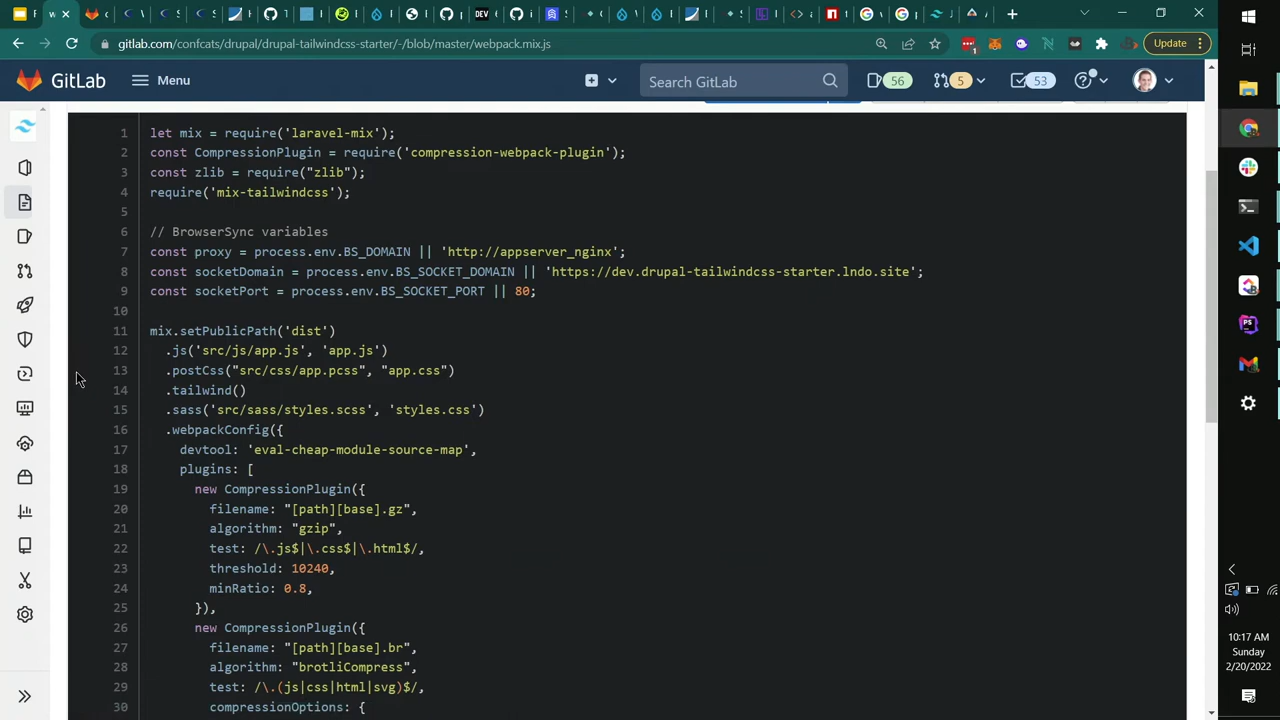 gitlab.com/confcats/drupal/drupal-tailwindcss-starter/-/blob/master/webpack.mix.js
Update
GitLab
Menu
Search GitLab
56
5
53
1 let mix = require('laravel-mix');
2 const CompressionPlugin = require('compression-webpack-plugin');
3 const zlib = require("zlib");
4 require('mix-tailwindcss');
5
6 // BrowserSync variables
7 const proxy = process.env.BS_DOMAIN || 'http://appserver_nginx';
8 const socketDomain = process.env.BS_SOCKET_DOMAIN || 'https://dev.drupal-tailwindcss-starter.lndo.site';
9 const socketPort = process.env.BS_SOCKET_PORT || 80;
10
11 mix.setPublicPath('dist')
12 .js('src/js/app.js', 'app.js')
13 .postCss("src/css/app.pcss", "app.css")
14 .tailwind()
15 .sass('src/sass/styles.scss', 'styles.css')
16 .webpackConfig({
17 devtool: 'eval-cheap-module-source-map',
18 plugins: [
19 new CompressionPlugin({
20 filename: "[path][base].gz",
21 algorithm: "gzip",
22 test: /\.js$|\.css$|\.html$/,
23 threshold: 10240,
24 minRatio: 0.8,
25 }),
26 new CompressionPlugin({
27 filename: "[path][base].br",
28 algorithm: "brotliCompress",
29 test: /\.(js|css|html|svg)$/,
30 compressionOptions: {
10:17 AM
Sunday
2/20/2022